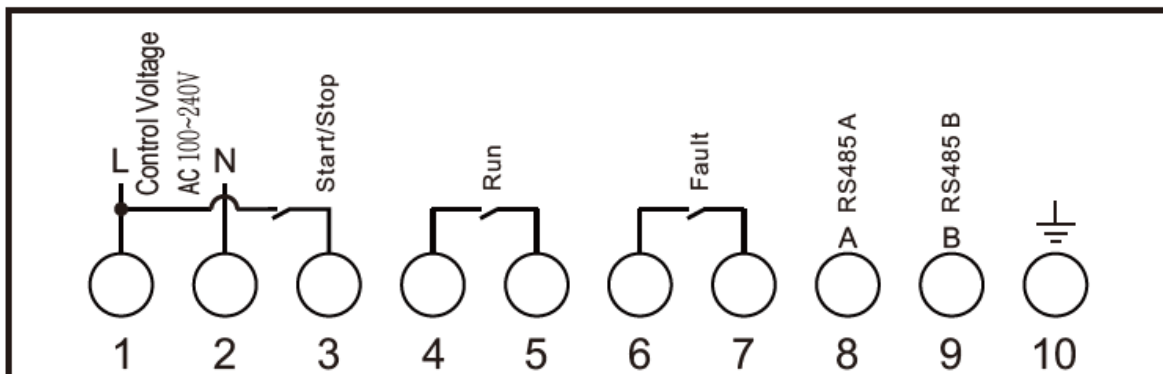 L
Control Voltage
AC 100~240V
N
Start/Stop
Run
Fault
RS485 A
A
RS485 B
B
1 2 3 4 5 6 7 8 9 10